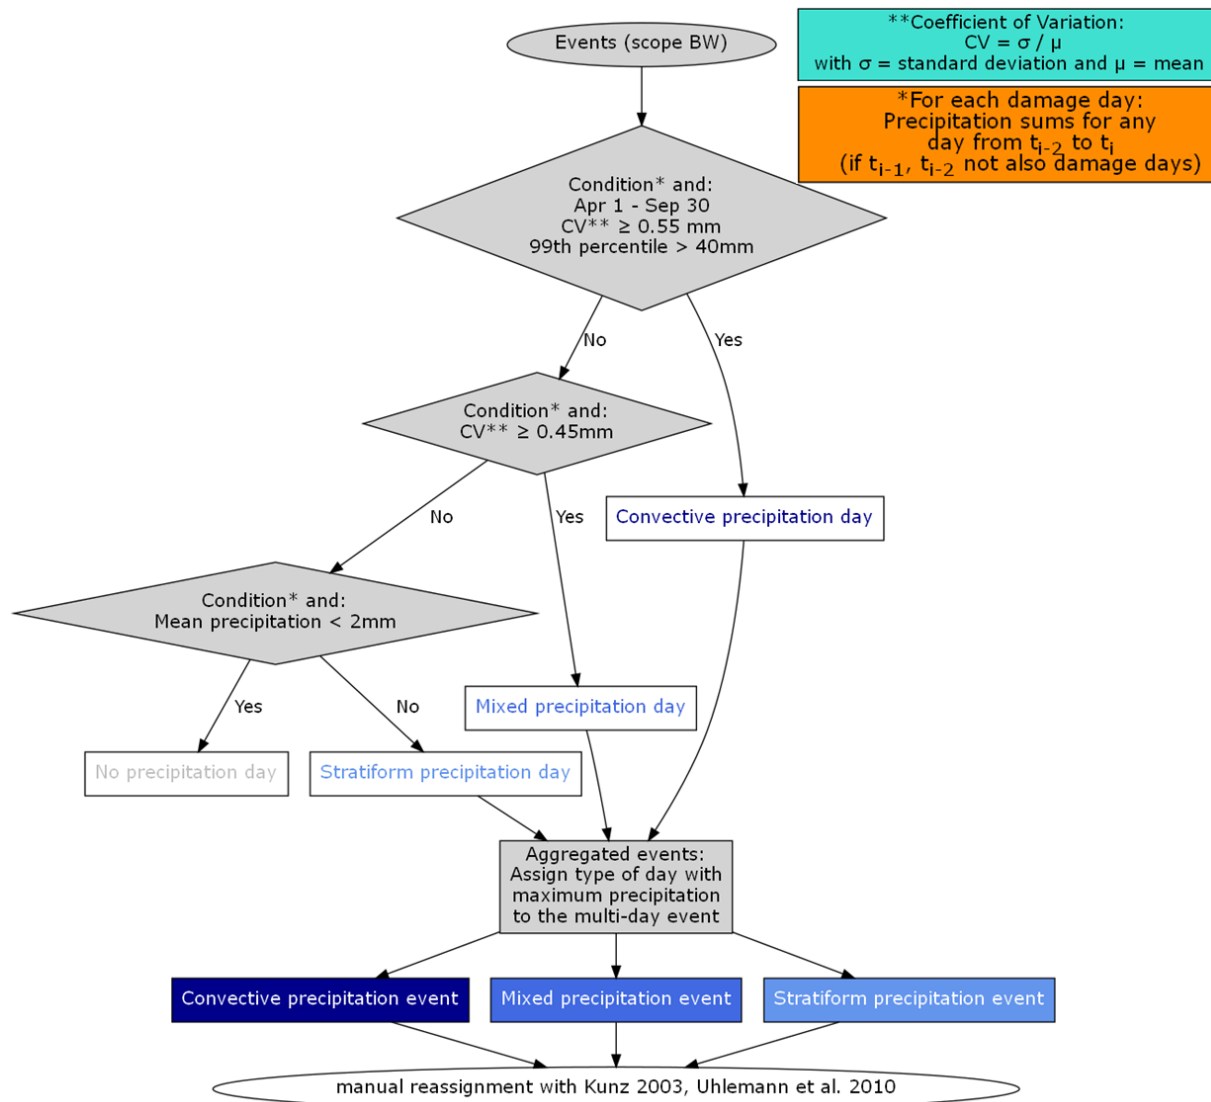 Events (scope BW)
**Coefficient of Variation:
CV = σ / μ
with σ = standard deviation and μ = mean
*For each damage day:
Precipitation sums for any
day from t_i-2 to t_i
(if t_i-1, t_i-2 not also damage days)
Condition* and:
Apr 1 - Sep 30
CV** ≥ 0.55 mm
99th percentile > 40mm
No
Yes
Condition* and:
CV** ≥ 0.45mm
No
Yes
Convective precipitation day
Condition* and:
Mean precipitation < 2mm
Yes
No
Mixed precipitation day
No precipitation day
Stratiform precipitation day
Aggregated events:
Assign type of day with
maximum precipitation
to the multi-day event
Convective precipitation event
Mixed precipitation event
Stratiform precipitation event
manual reassignment with Kunz 2003, Uhlemann et al. 2010